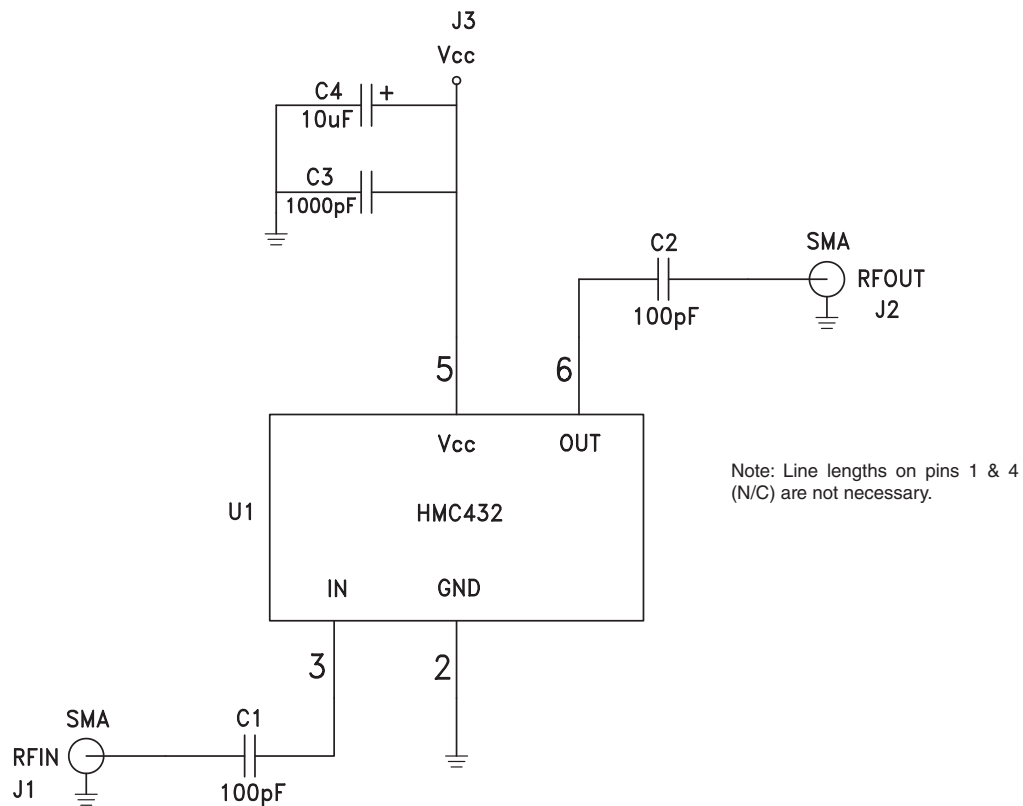 J3
Vcc
C4 +
10uF
C3
1000pF
C2
100pF
SMA
RFOUT
J2
5
6
Vcc
OUT
U1
HMC432
IN
GND
3
2
Note: Line lengths on pins 1 & 4
(N/C) are not necessary.
SMA
RFIN
J1
C1
100pF